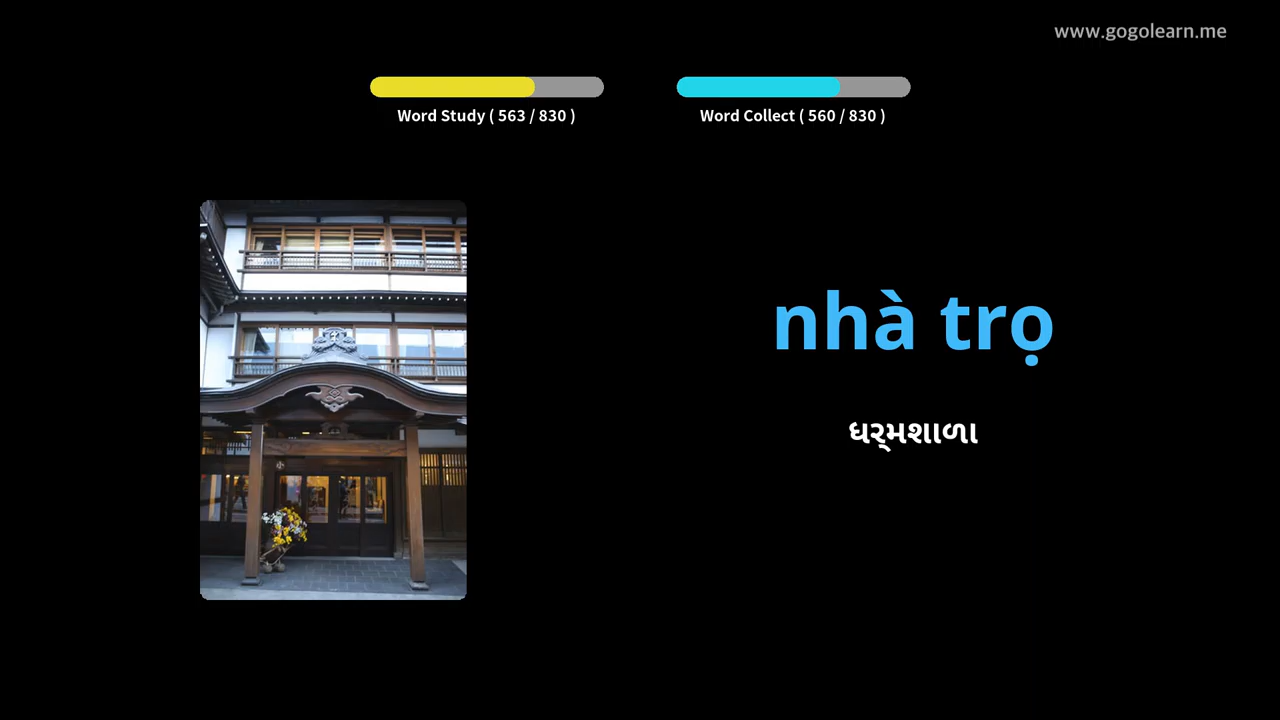 www.gogolearn.me
Word Study ( 563 / 830 )
Word Collect ( 560 / 830 )
nhà trọ
ધર્મશાળા